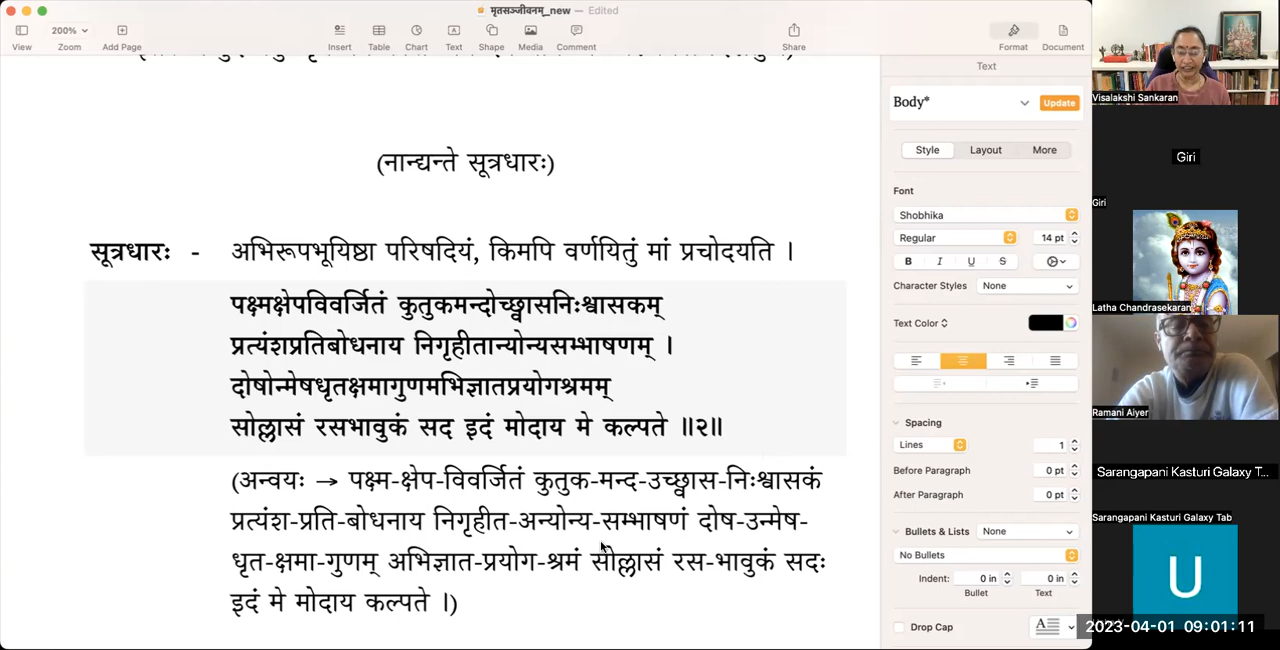 मृतसञ्जीवनम्_new — Edited
View
200%
Zoom
Add Page
Insert
Table
Chart
Text
Shape
Media
Comment
Share
Format
Document
(नान्द्यन्ते सूत्रधारः)
सूत्रधारः - अभिरूपभूयिष्ठा परिषदियं, किमपि वर्णयितुं मां प्रचोदयति ।
पक्ष्मक्षेपविवर्जितं कुतुकमन्दोच्छ्वासनिःश्वासकम्
प्रत्यंशप्रतिबोधनाय निगृहीतान्योन्यसम्भाषणम् ।
दोषोन्मेषधृतक्षमागुणमभिज्ञातप्रयोगश्रमम्
सोल्लासं रसभावुकं सद इदं मोदाय मे कल्पते ॥२॥
(अन्वयः → पक्ष्म-क्षेप-विवर्जितं कुतुक-मन्द-उच्छ्वास-निःश्वासकं
प्रत्यंश-प्रति-बोधनाय निगृहीत-अन्योन्य-सम्भाषणं दोष-उन्मेष-
धृत-क्षमा-गुणम् अभिज्ञात-प्रयोग-श्रमं सोल्लासं रस-भावुकं सदः
इदं मे मोदाय कल्पते ।)
Text
Body*
Update
Style Layout More
Font
Shobhika
Regular 14 pt
B I U S
Character Styles None
Text Color
Spacing
Lines 1
Before Paragraph 0 pt
After Paragraph 0 pt
Bullets & Lists None
No Bullets
Indent: 0 in 0 in
Bullet Text
Drop Cap
Visalakshi Sankaran
Giri
Giri
Latha Chandrasekaran
Ramani Aiyer
Sarangapani Kasturi Galaxy T...
Sarangapani Kasturi Galaxy Tab
U
2023-04-01 09:01:11